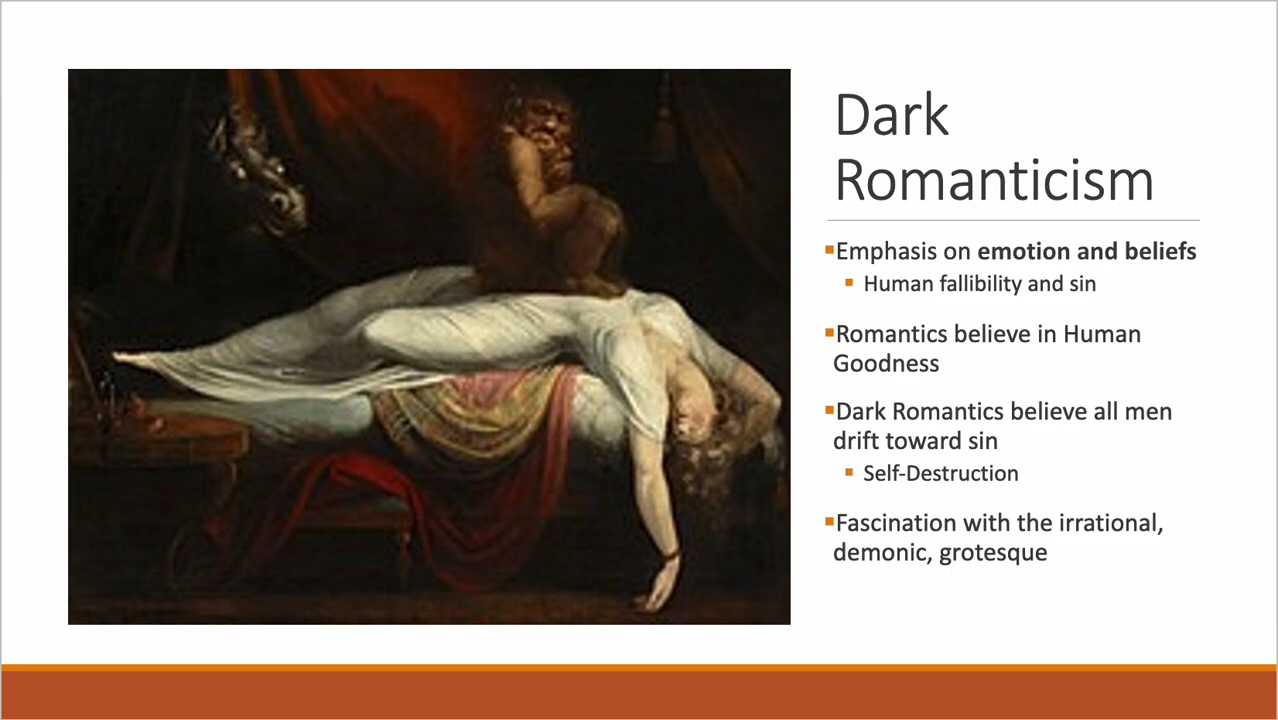 Dark
Romanticism
Emphasis on emotion and beliefs
Human fallibility and sin
Romantics believe in Human
Goodness
Dark Romantics believe all men
drift toward sin
Self-Destruction
Fascination with the irrational,
demonic, grotesque